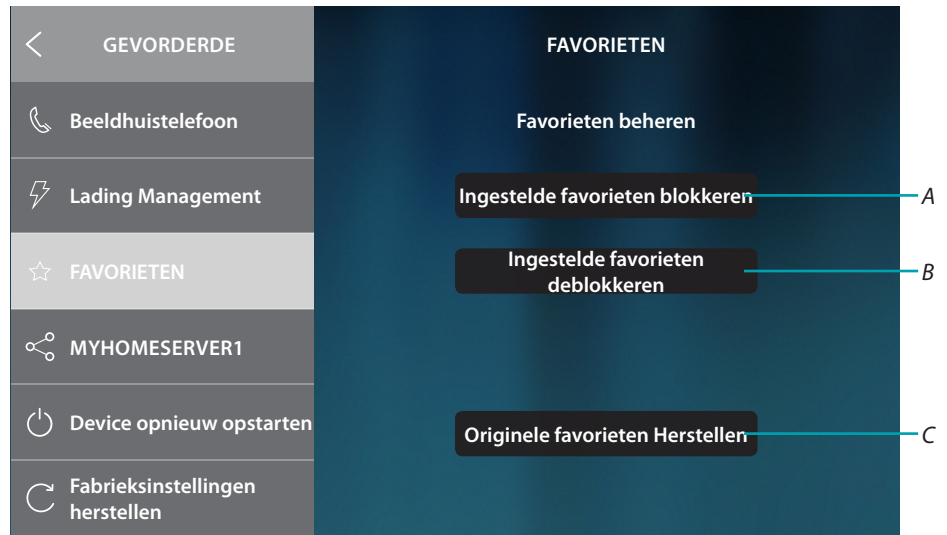 GEVORDERDE
Beeldhuistelefoon
Lading Management
FAVORIETEN
MYHOMESERVER1
Device opnieuw opstarten
Fabrieksinstellingen
herstellen
FAVORIETEN
Favorieten beheren
Ingestelde favorieten blokkeren
A
Ingestelde favorieten
deblokkeren
B
Originele favorieten Herstellen
C